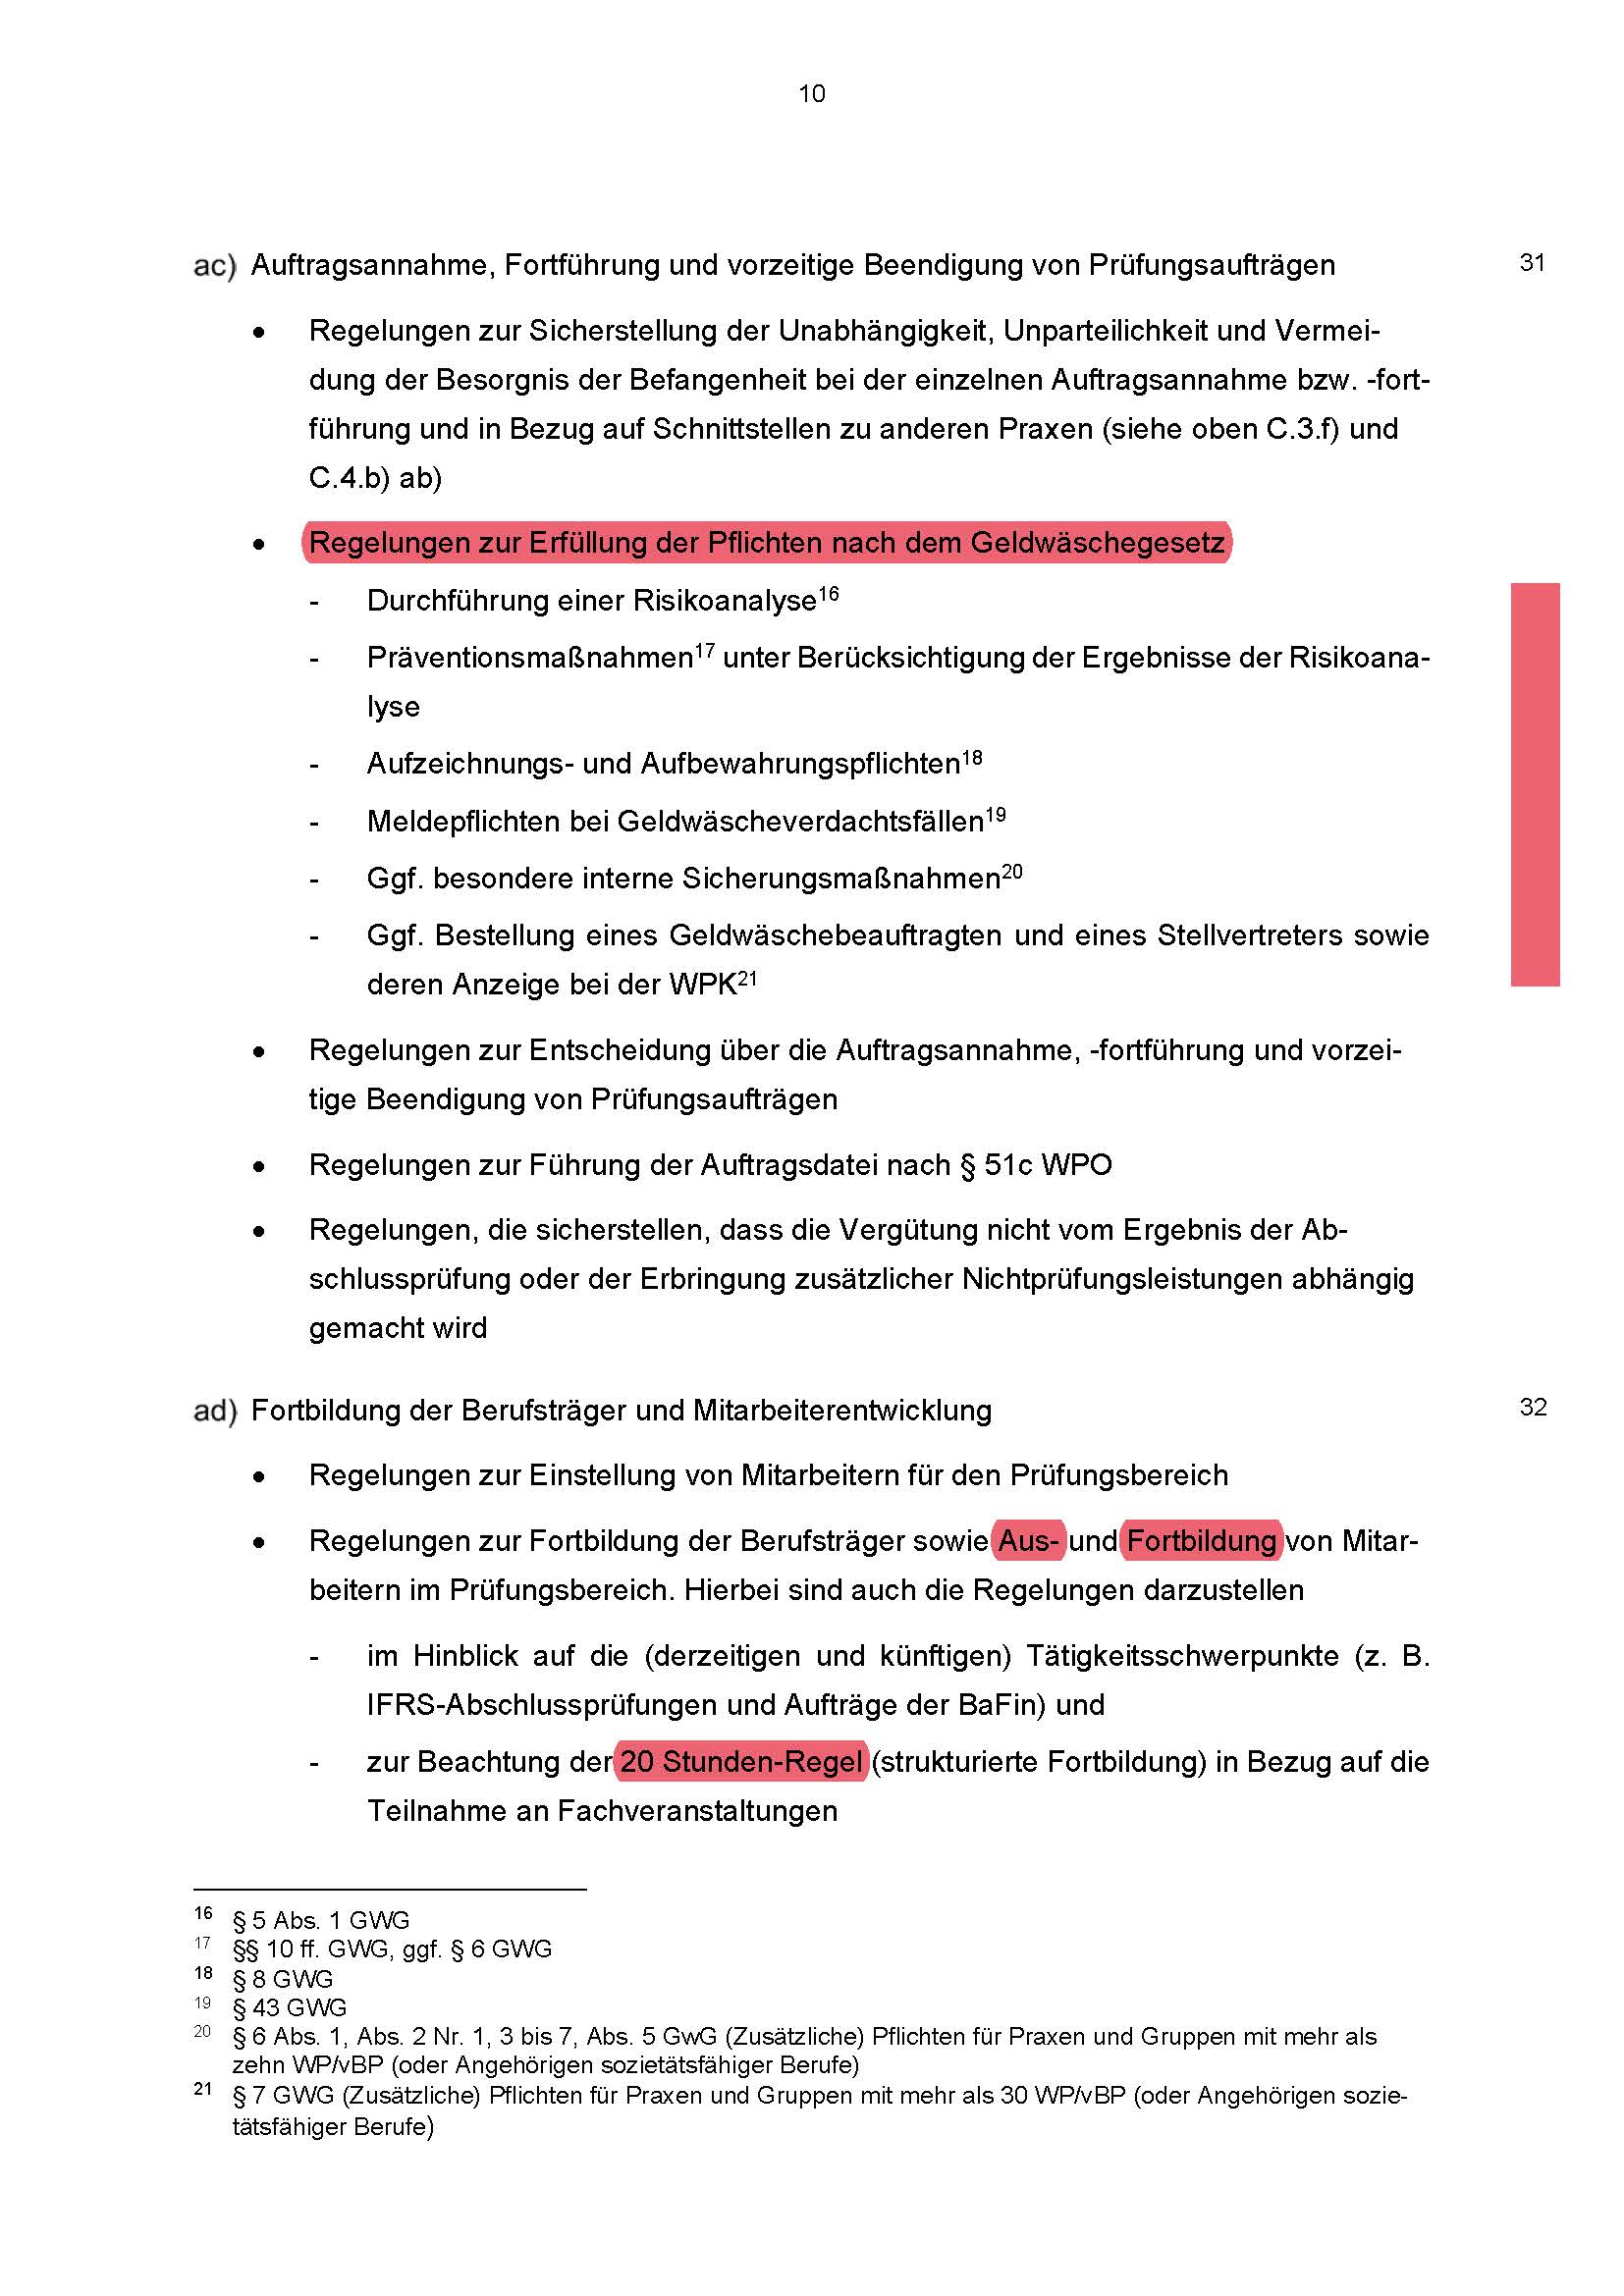 10
ac) Auftragsannahme, Fortführung und vorzeitige Beendigung von Prüfungsaufträgen 31
• Regelungen zur Sicherstellung der Unabhängigkeit, Unparteilichkeit und Vermei-
dung der Besorgnis der Befangenheit bei der einzelnen Auftragsannahme bzw. -fort-
führung und in Bezug auf Schnittstellen zu anderen Praxen (siehe oben C.3.f) und
C.4.b) ab)
• Regelungen zur Erfüllung der Pflichten nach dem Geldwäschegesetz
- Durchführung einer Risikoanalyse16
- Präventionsmaßnahmen17 unter Berücksichtigung der Ergebnisse der Risikoana-
lyse
- Aufzeichnungs- und Aufbewahrungspflichten18
- Meldepflichten bei Geldwäscheverdachtsfällen19
- Ggf. besondere interne Sicherungsmaßnahmen20
- Ggf. Bestellung eines Geldwäschebeauftragten und eines Stellvertreters sowie
deren Anzeige bei der WPK21
• Regelungen zur Entscheidung über die Auftragsannahme, -fortführung und vorzei-
tige Beendigung von Prüfungsaufträgen
• Regelungen zur Führung der Auftragsdatei nach § 51c WPO
• Regelungen, die sicherstellen, dass die Vergütung nicht vom Ergebnis der Ab-
schlussprüfung oder der Erbringung zusätzlicher Nichtprüfungsleistungen abhängig
gemacht wird
ad) Fortbildung der Berufsträger und Mitarbeiterentwicklung 32
• Regelungen zur Einstellung von Mitarbeitern für den Prüfungsbereich
• Regelungen zur Fortbildung der Berufsträger sowie Aus- und Fortbildung von Mitar-
beitern im Prüfungsbereich. Hierbei sind auch die Regelungen darzustellen
- im Hinblick auf die (derzeitigen und künftigen) Tätigkeitsschwerpunkte (z. B.
IFRS-Abschlussprüfungen und Aufträge der BaFin) und
- zur Beachtung der 20 Stunden-Regel (strukturierte Fortbildung) in Bezug auf die
Teilnahme an Fachveranstaltungen
16 § 5 Abs. 1 GWG
17 §§ 10 ff. GWG, ggf. § 6 GWG
18 § 8 GWG
19 § 43 GWG
20 § 6 Abs. 1, Abs. 2 Nr. 1, 3 bis 7, Abs. 5 GwG (Zusätzliche) Pflichten für Praxen und Gruppen mit mehr als
zehn WP/vBP (oder Angehörigen sozietätsfähiger Berufe)
21 § 7 GWG (Zusätzliche) Pflichten für Praxen und Gruppen mit mehr als 30 WP/vBP (oder Angehörigen sozie-
tätsfähiger Berufe)